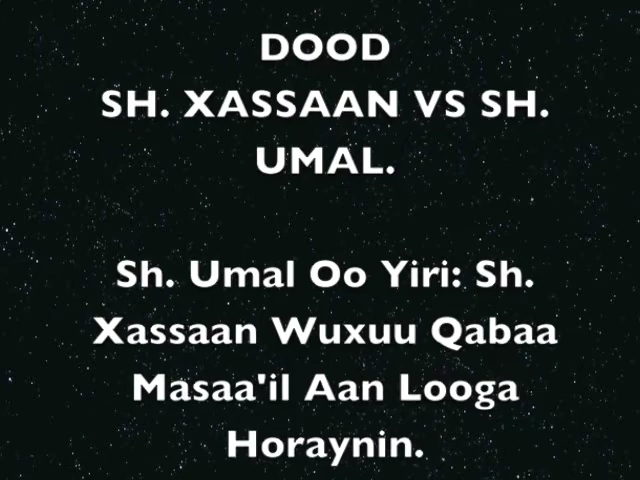 DOOD
SH. XASSAAN VS SH.
UMAL.
Sh. Umal Oo Yiri: Sh.
Xassaan Wuxuu Qabaa
Masaa'il Aan Looga
Horaynin.